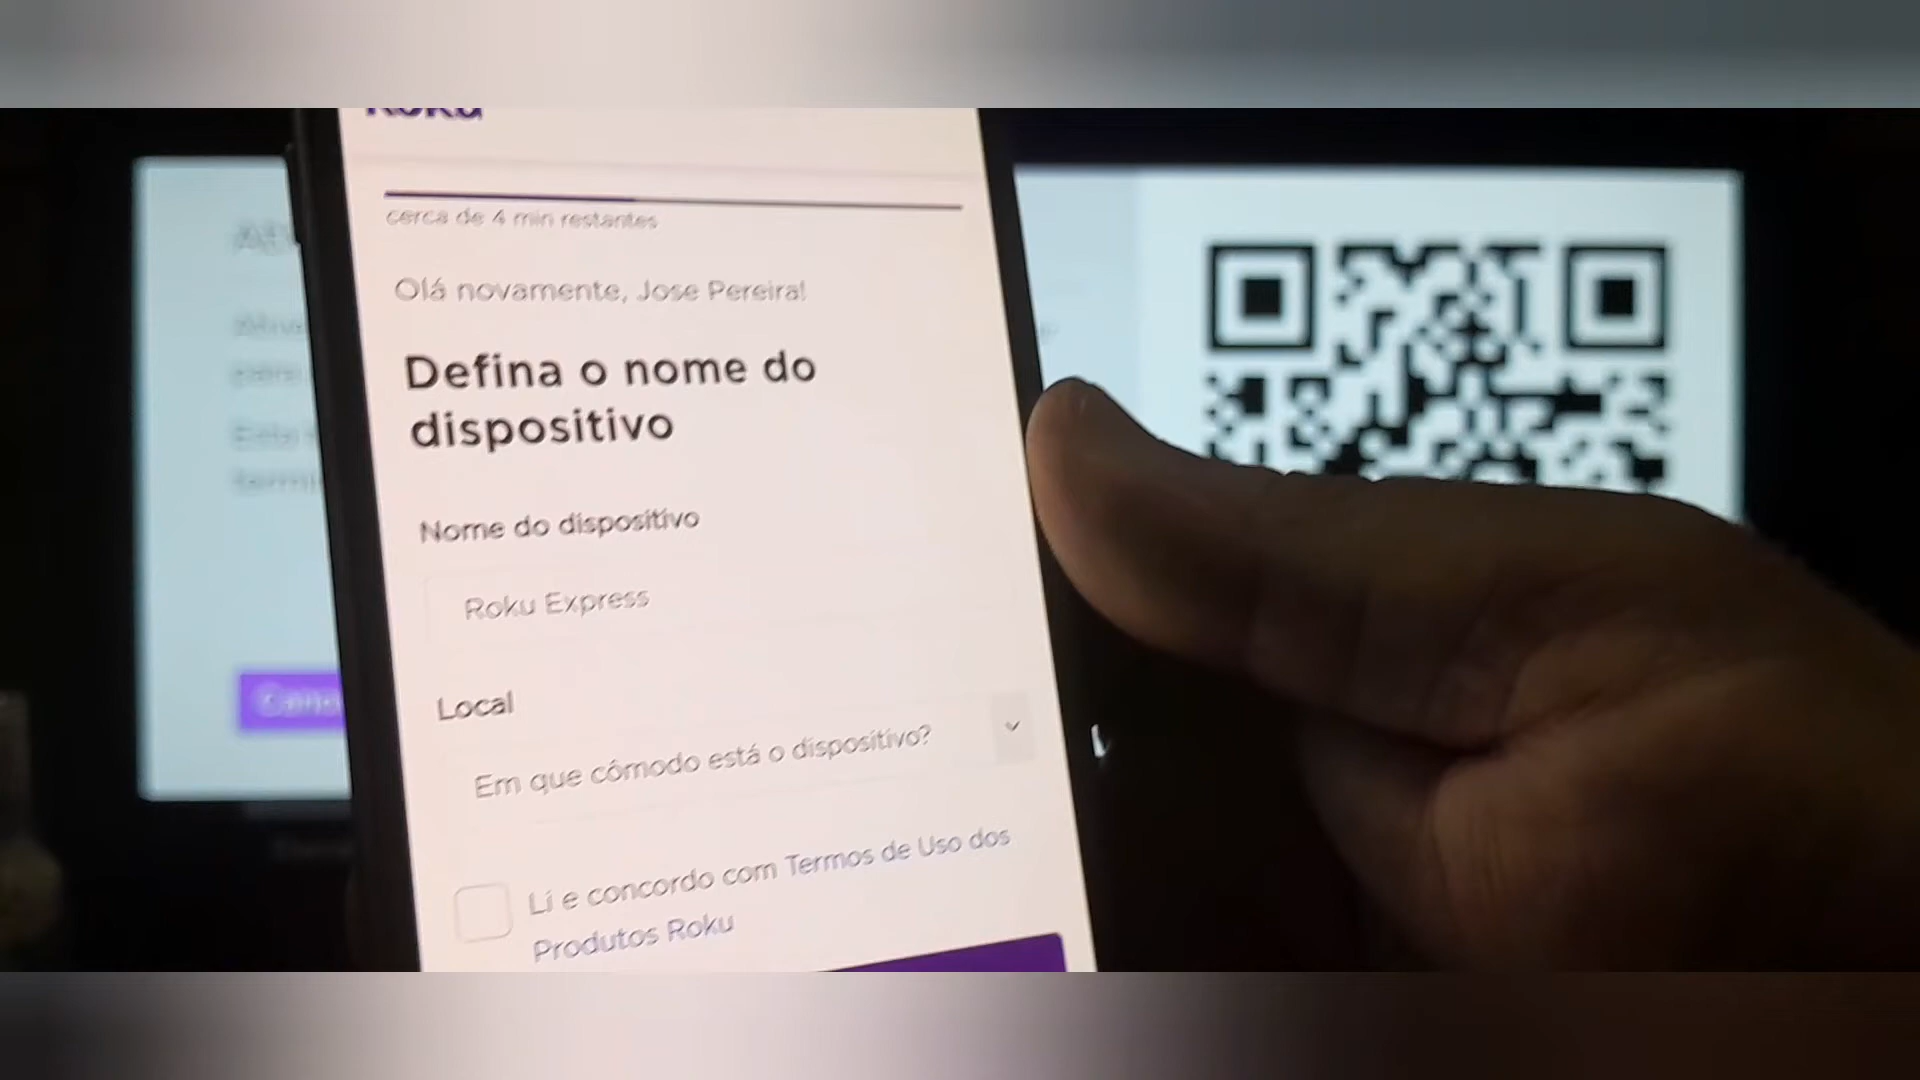 Roku
cerca de 4 min restantes
Olá novamente, Jose Pereira!
Defina o nome do
dispositivo
Nome do dispositivo
Roku Express
Local
Em que cômodo está o dispositivo?
Li e concordo com Termos de Uso dos
Produtos Roku